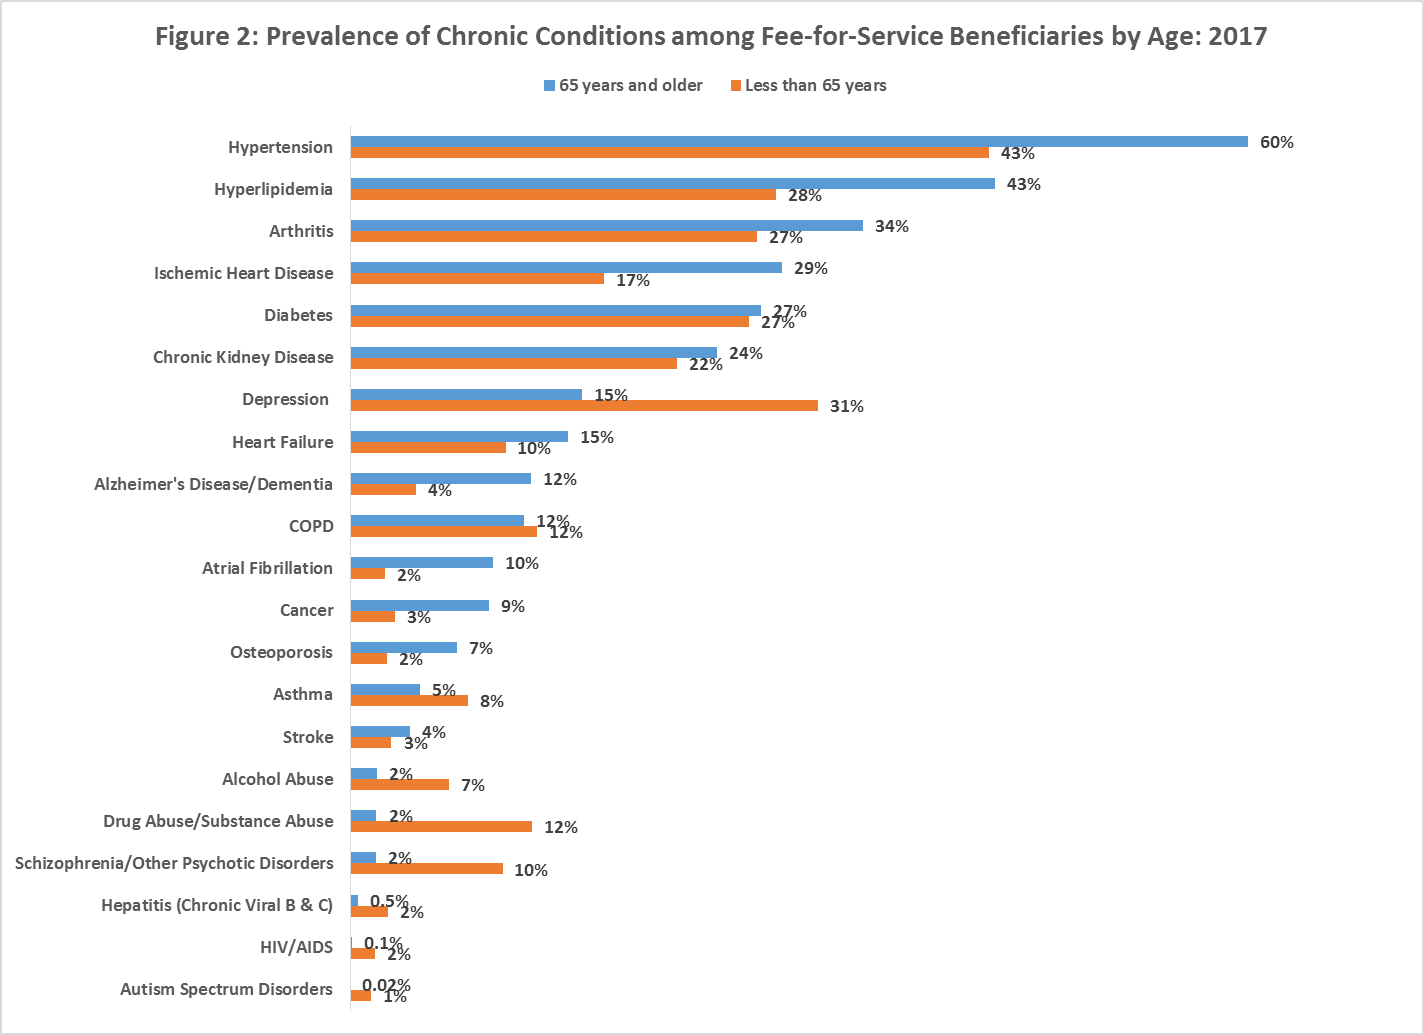 Figure 2: Prevalence of Chronic Conditions among Fee-for-Service Beneficiaries by Age: 2017
65 years and older Less than 65 years
Hypertension 60%
43%
Hyperlipidemia 43%
28%
Arthritis 34%
27%
Ischemic Heart Disease 29%
17%
Diabetes 27%
27%
Chronic Kidney Disease 24%
22%
Depression 15%
31%
Heart Failure 15%
10%
Alzheimer's Disease/Dementia 12%
4%
COPD 12%
12%
Atrial Fibrillation 10%
2%
Cancer 9%
3%
Osteoporosis 7%
2%
Asthma 5%
8%
Stroke 4%
3%
Alcohol Abuse 2%
7%
Drug Abuse/Substance Abuse 2%
12%
Schizophrenia/Other Psychotic Disorders 2%
10%
Hepatitis (Chronic Viral B & C) 0.5%
2%
HIV/AIDS 0.1%
2%
Autism Spectrum Disorders 0.02%
1%